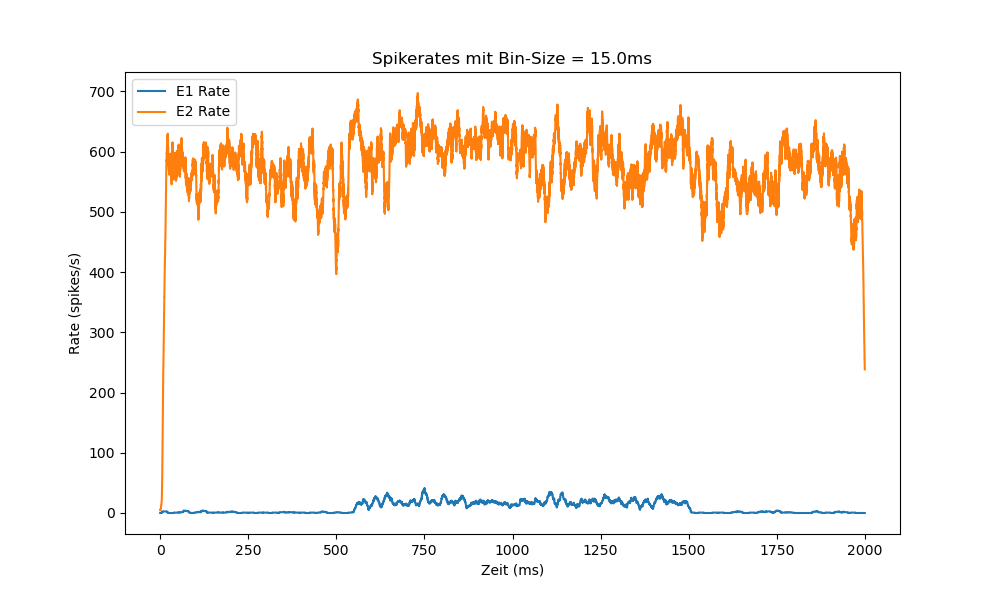 Spikerates mit Bin-Size = 15.0ms
E1 Rate
E2 Rate
Rate (spikes/s)
700
600
500
400
300
200
100
0
0 250 500 750 1000 1250 1500 1750 2000
Zeit (ms)